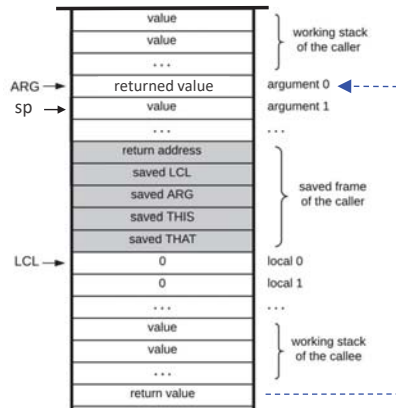 value
value
working stack
of the caller
...
ARG returned value argument 0
sp value argument 1
... ...
return address
saved LCL
saved ARG
saved frame
of the caller
saved THIS
saved THAT
LCL 0 local 0
0 local 1
... ...
value
value
working stack
of the callee
...
return value